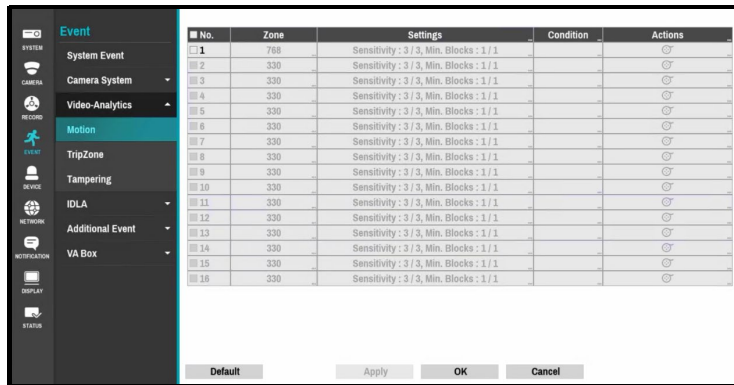 SYSTEM
CAMERA
RECORD
EVENT
DEVICE
NETWORK
NOTIFICATION
DISPLAY
STATUS
Event
System Event
Camera System
Video-Analytics
Motion
TripZone
Tampering
IDLA
Additional Event
VA Box
No. Zone Settings Condition Actions
1 768 Sensitivity : 3 / 3, Min. Blocks : 1 / 1
2 330 Sensitivity : 3 / 3, Min. Blocks : 1 / 1
3 330 Sensitivity : 3 / 3, Min. Blocks : 1 / 1
4 330 Sensitivity : 3 / 3, Min. Blocks : 1 / 1
5 330 Sensitivity : 3 / 3, Min. Blocks : 1 / 1
6 330 Sensitivity : 3 / 3, Min. Blocks : 1 / 1
7 330 Sensitivity : 3 / 3, Min. Blocks : 1 / 1
8 330 Sensitivity : 3 / 3, Min. Blocks : 1 / 1
9 330 Sensitivity : 3 / 3, Min. Blocks : 1 / 1
10 330 Sensitivity : 3 / 3, Min. Blocks : 1 / 1
11 330 Sensitivity : 3 / 3, Min. Blocks : 1 / 1
12 330 Sensitivity : 3 / 3, Min. Blocks : 1 / 1
13 330 Sensitivity : 3 / 3, Min. Blocks : 1 / 1
14 330 Sensitivity : 3 / 3, Min. Blocks : 1 / 1
15 330 Sensitivity : 3 / 3, Min. Blocks : 1 / 1
16 330 Sensitivity : 3 / 3, Min. Blocks : 1 / 1
Default Apply OK Cancel